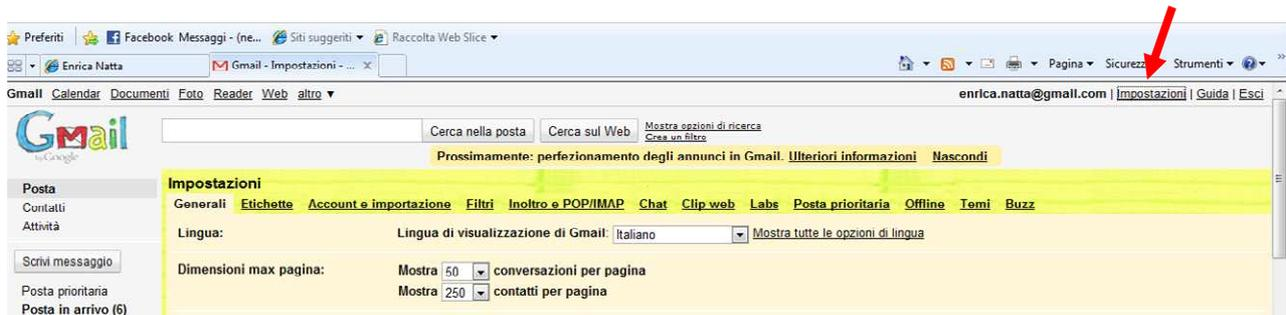 Preferiti Facebook Messaggi - (ne... Siti suggeriti Raccolta Web Slice
Enrica Natta Gmail - Impostazioni - ... X Pagina Sicurezz Strumenti
Gmail Calendar Documenti Foto Reader Web altro enrica.natta@gmail.com | Impostazioni | Guida | Esci
Gmail by Google Cerca nella posta Cerca sul Web Mostra opzioni di ricerca
Crea un filtro
Prossimamente: perfezionamento degli annunci in Gmail. Ulteriori informazioni Nascondi
Posta
Contatti
Attività
Scrivi messaggio
Posta prioritaria
Posta in arrivo (6)
Impostazioni
Generali Etichette Account e importazione Filtri Inoltro e POP/IMAP Chat Clip web Labs Posta prioritaria Offline Temi Buzz
Lingua: Lingua di visualizzazione di Gmail: Italiano Mostra tutte le opzioni di lingua
Dimensioni max pagina: Mostra 50 conversazioni per pagina
Mostra 250 contatti per pagina